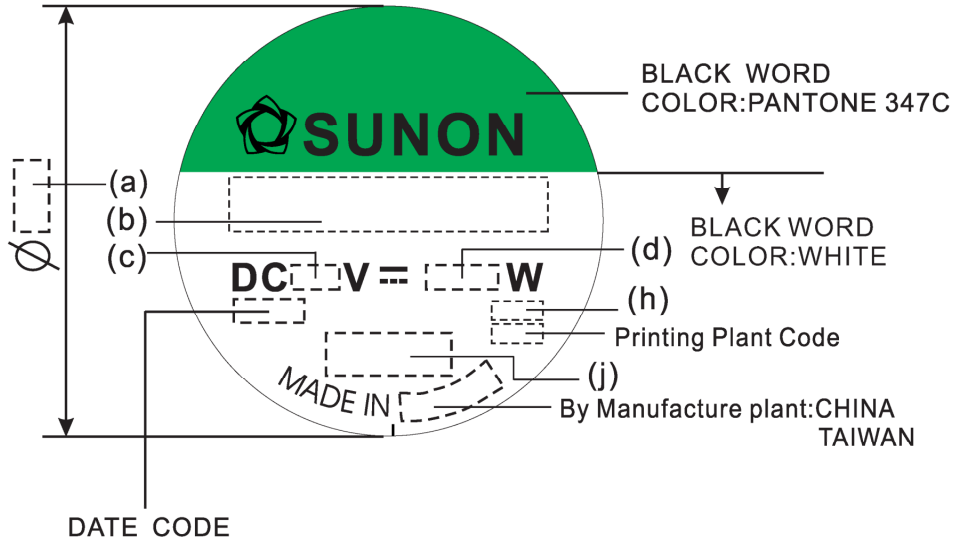 BLACK WORD
COLOR:PANTONE 347C
SUNON
(a)
(b)
BLACK WORD
COLOR:WHITE
Ø
(c)
(d)
DC V W
(h)
Printing Plant Code
(j)
MADE IN
By Manufacture plant:CHINA
TAIWAN
DATE CODE